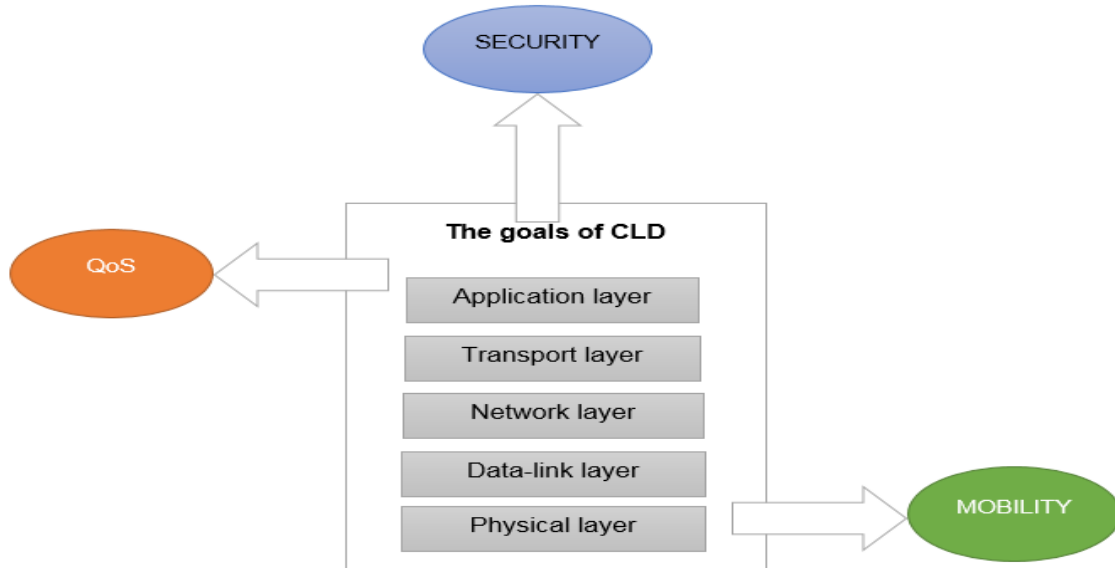 SECURITY
The goals of CLD
QoS
Application layer
Transport layer
Network layer
Data-link layer
Physical layer
MOBILITY